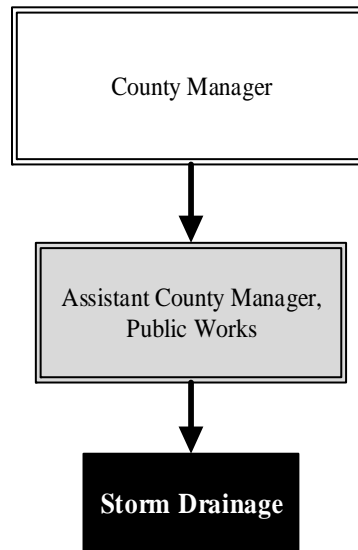 County Manager
Assistant County Manager,
Public Works
Storm Drainage